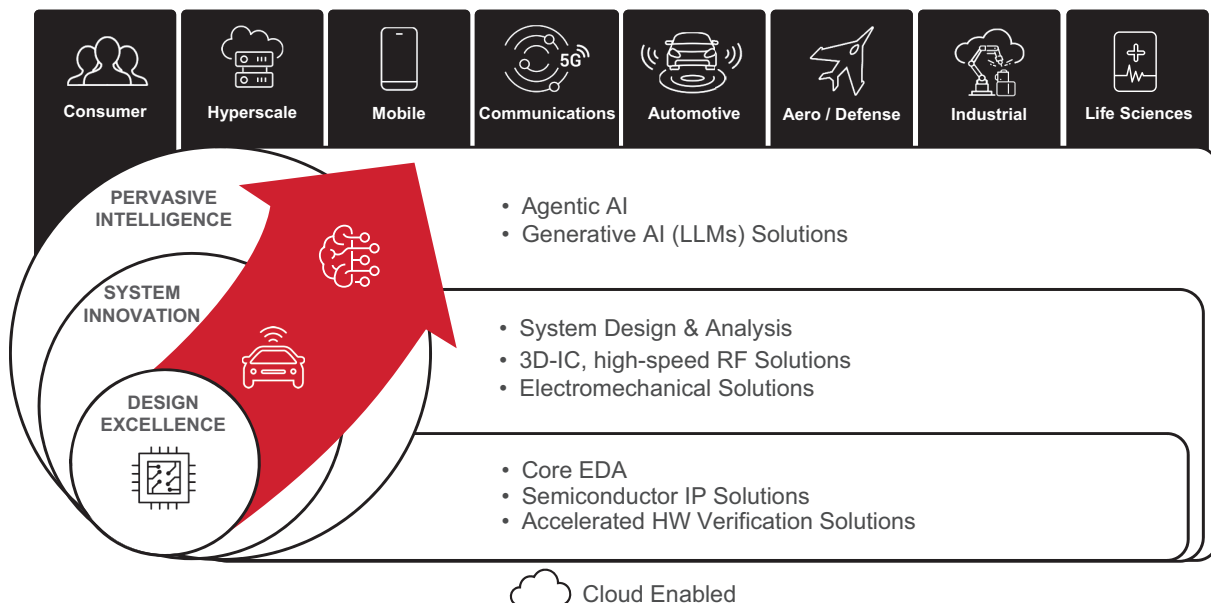 5G
Consumer
Hyperscale
Mobile
Communications
Automotive
Aero / Defense
Industrial
Life Sciences
PERVASIVE
INTELLIGENCE
• Agentic AI
• Generative AI (LLMs) Solutions
SYSTEM
INNOVATION
• System Design & Analysis
• 3D-IC, high-speed RF Solutions
• Electromechanical Solutions
DESIGN
EXCELLENCE
• Core EDA
• Semiconductor IP Solutions
• Accelerated HW Verification Solutions
Cloud Enabled